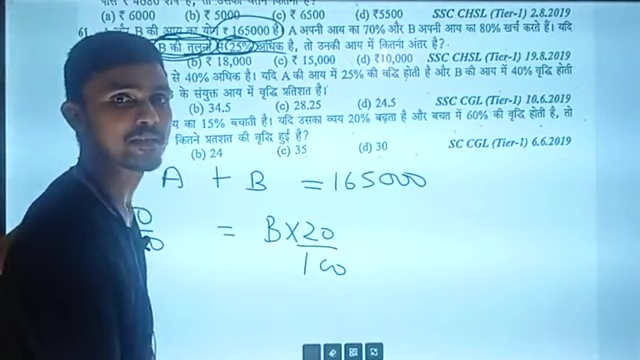 (a) ₹ 6000 (b) ₹ 5000 (c) ₹ 6500 (d) ₹5500 SSC CHSL (Tier-1) 2.8.2019
61. और B की आय का योग ₹ 165000 है। A अपनी आय का 70% और B अपनी आय का 80% खर्च करते हैं। यदि
B की तुलना में 25% अधिक है, तो उनकी आय में कितना अंतर है?
(b) ₹ 18,000 (c) ₹ 15,000 (d) ₹10,000 SSC CHSL (Tier-1) 19.8.2019
से 40% अधिक है। यदि A की आय में 25% की वृद्धि होती है और B की आय में 40% वृद्धि होती
के संयुक्त आय में वृद्धि प्रतिशत है।
(b) 34.5 (c) 28.25 (d) 24.5 SSC CGL (Tier-1) 10.6.2019
य का 15% बचाती है। यदि उसका व्यय 20% बढ़ता है और बचत में 60% की वृद्धि होती है, तो
कितने प्रतशत की वृद्धि हुई है?
(b) 24 (c) 35 (d) 30 SC CGL (Tier-1) 6.6.2019
A + B = 165000
= B×20
100